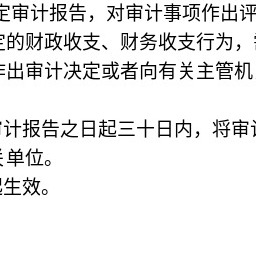 定审计报告，对审计事项作出评
定的财政收支、财务收支行为，
作出审计决定或者向有关主管机
审计报告之日起三十日内，将审计
关单位。
起生效。